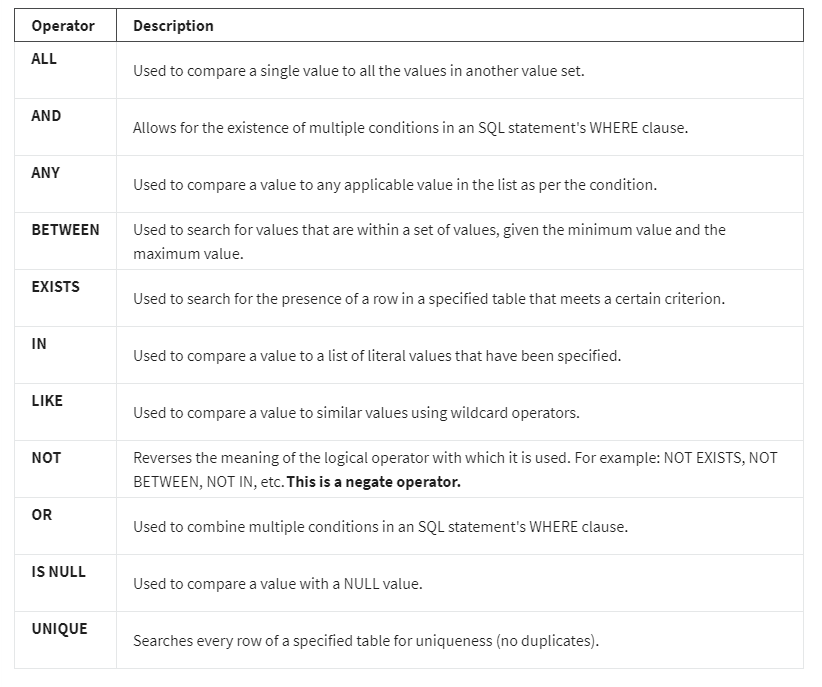 Operator Description
ALL
Used to compare a single value to all the values in another value set.
AND
Allows for the existence of multiple conditions in an SQL statement's WHERE clause.
ANY
Used to compare a value to any applicable value in the list as per the condition.
BETWEEN Used to search for values that are within a set of values, given the minimum value and the
maximum value.
EXISTS
Used to search for the presence of a row in a specified table that meets a certain criterion.
IN
Used to compare a value to a list of literal values that have been specified.
LIKE
Used to compare a value to similar values using wildcard operators.
NOT Reverses the meaning of the logical operator with which it is used. For example: NOT EXISTS, NOT
BETWEEN, NOT IN, etc. This is a negate operator.
OR
Used to combine multiple conditions in an SQL statement's WHERE clause.
IS NULL
Used to compare a value with a NULL value.
UNIQUE
Searches every row of a specified table for uniqueness (no duplicates).